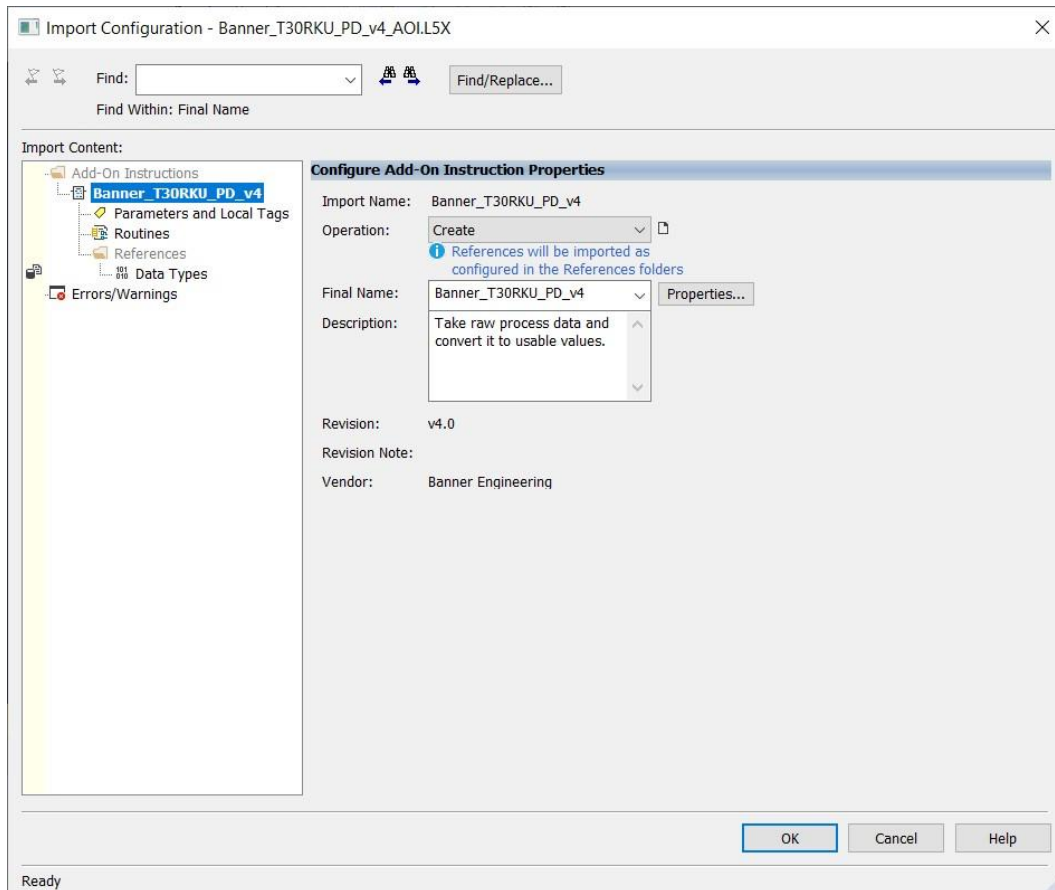 Import Configuration - Banner_T30RKU_PD_v4_AOI.L5X
Find:
Find/Replace...
Find Within: Final Name
Import Content:
Add-On Instructions
Banner_T30RKU_PD_v4
Parameters and Local Tags
Routines
References
Data Types
Errors/Warnings
Configure Add-On Instruction Properties
Import Name: Banner_T30RKU_PD_v4
Operation: Create
References will be imported as
configured in the References folders
Final Name: Banner_T30RKU_PD_v4 Properties...
Description: Take raw process data and
convert it to usable values.
Revision: v4.0
Revision Note:
Vendor: Banner Engineering
OK Cancel Help
Ready